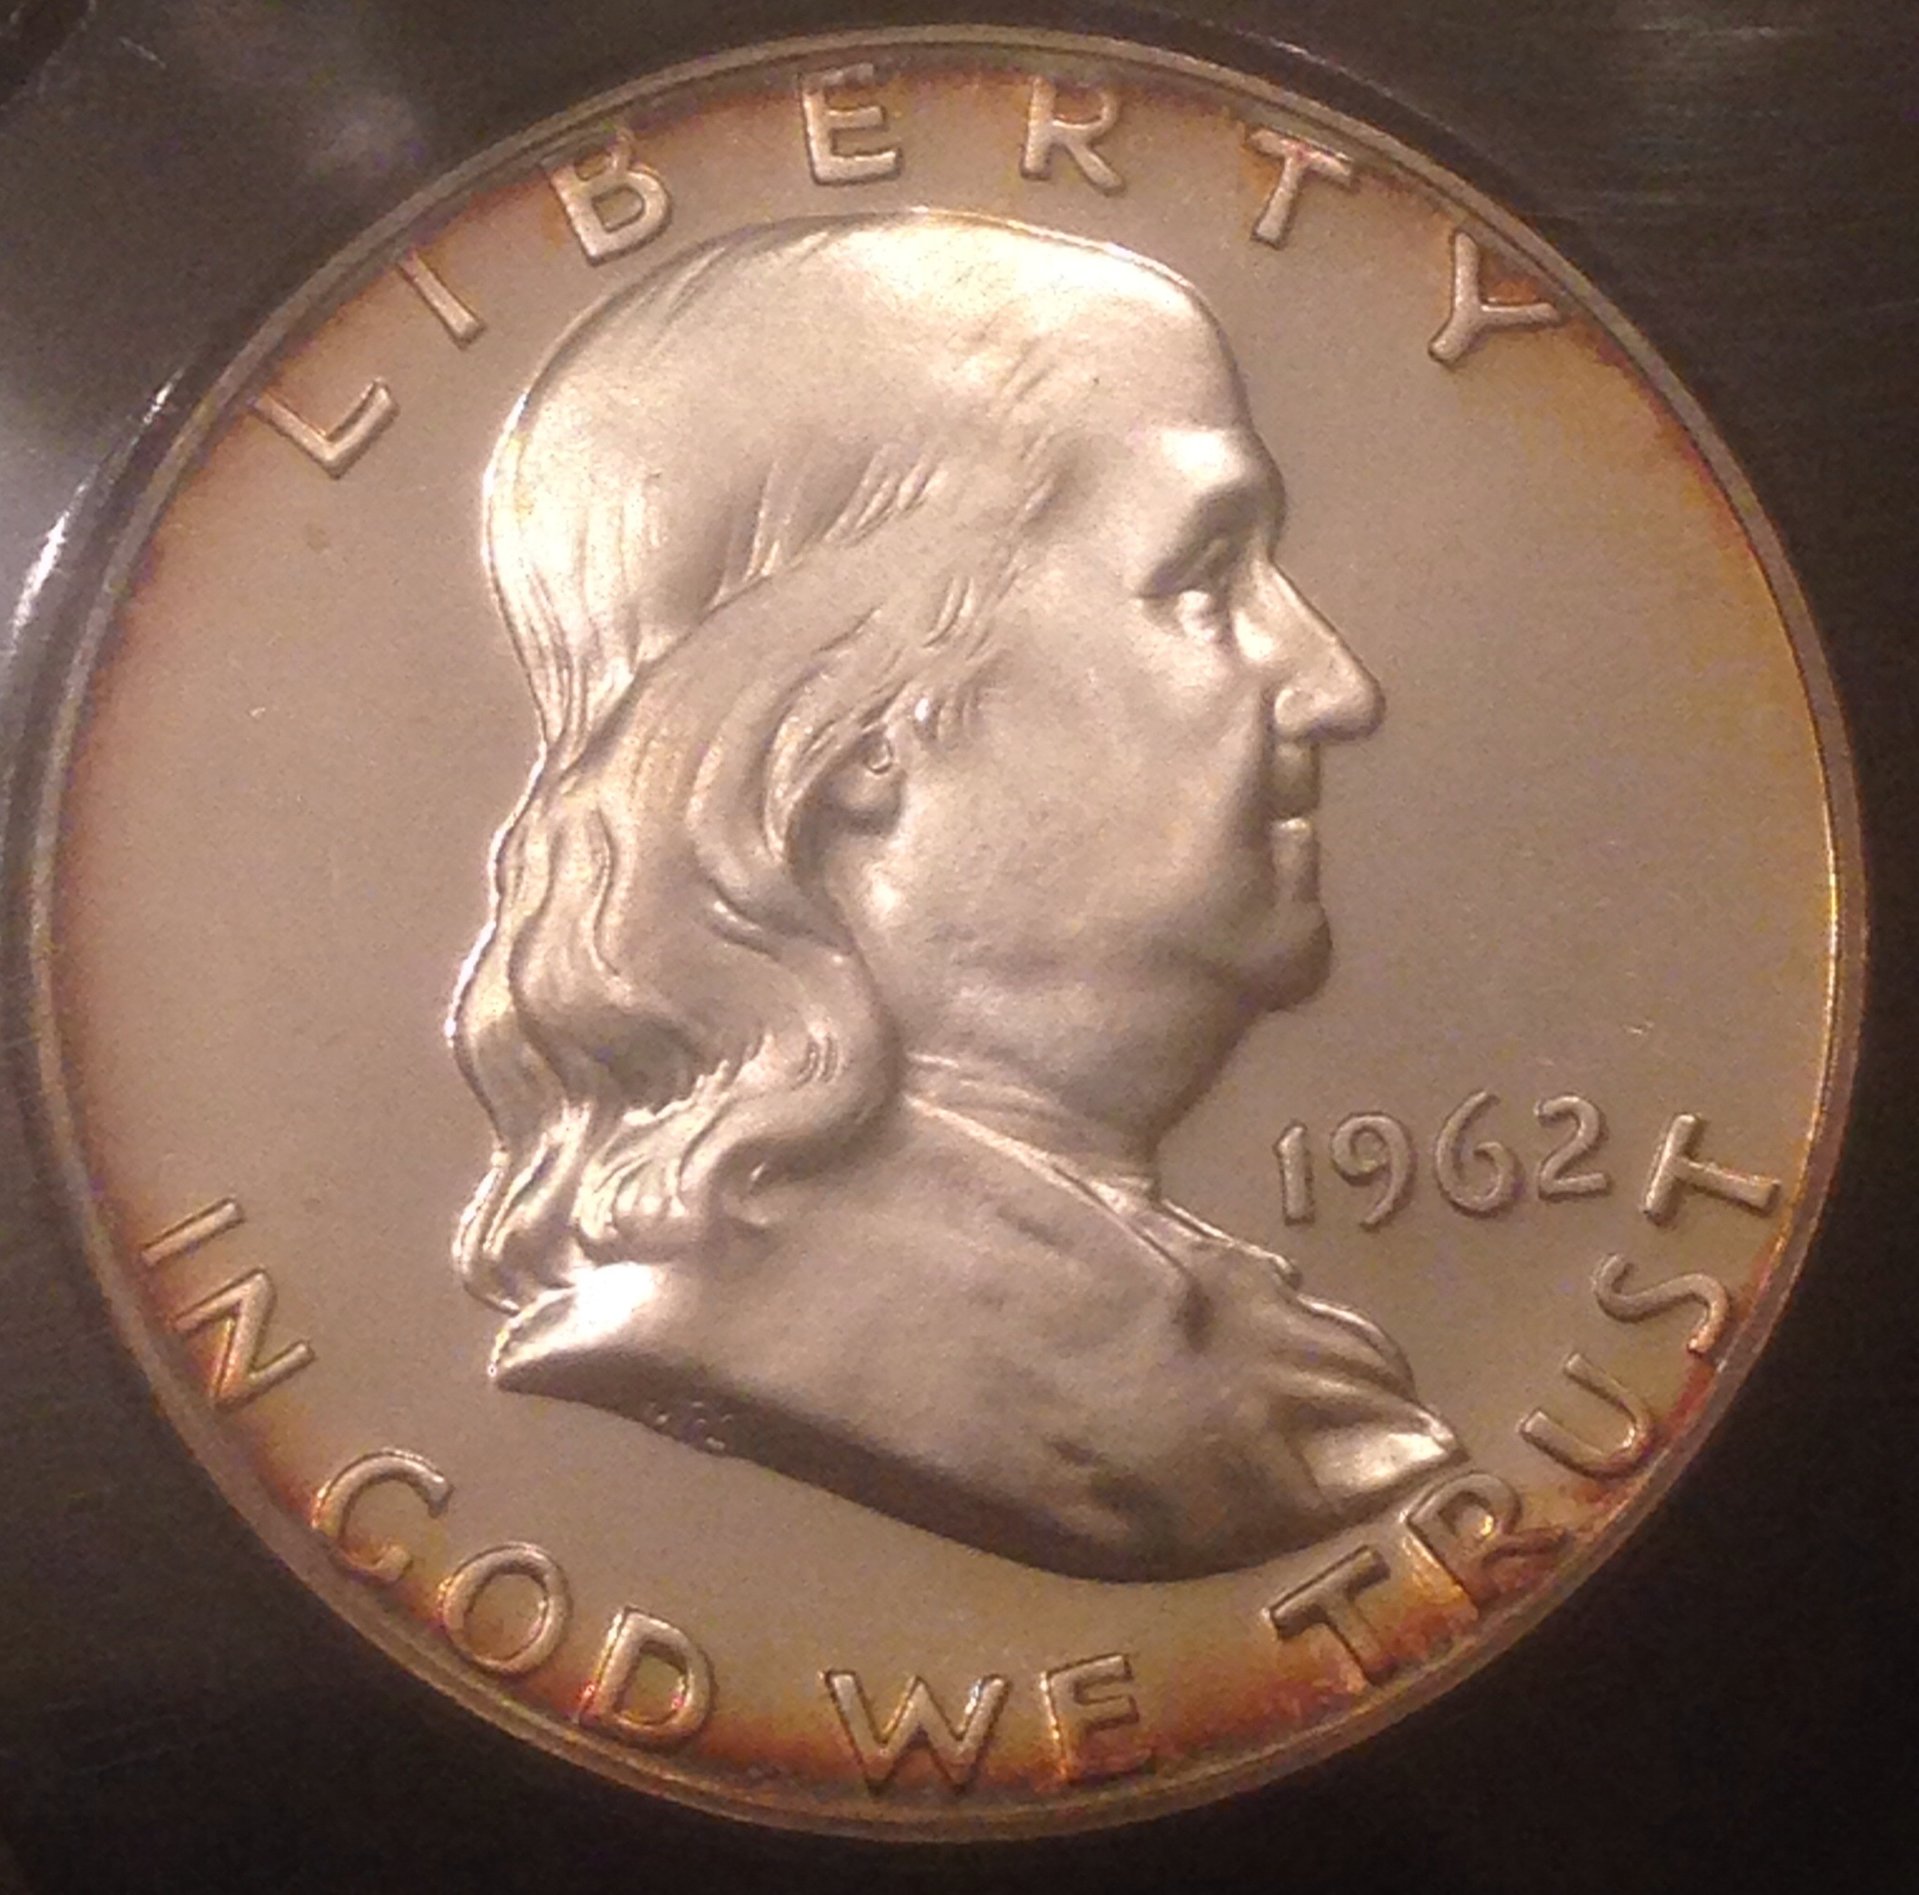 LIBERTY
1962
IN GOD WE TRUST